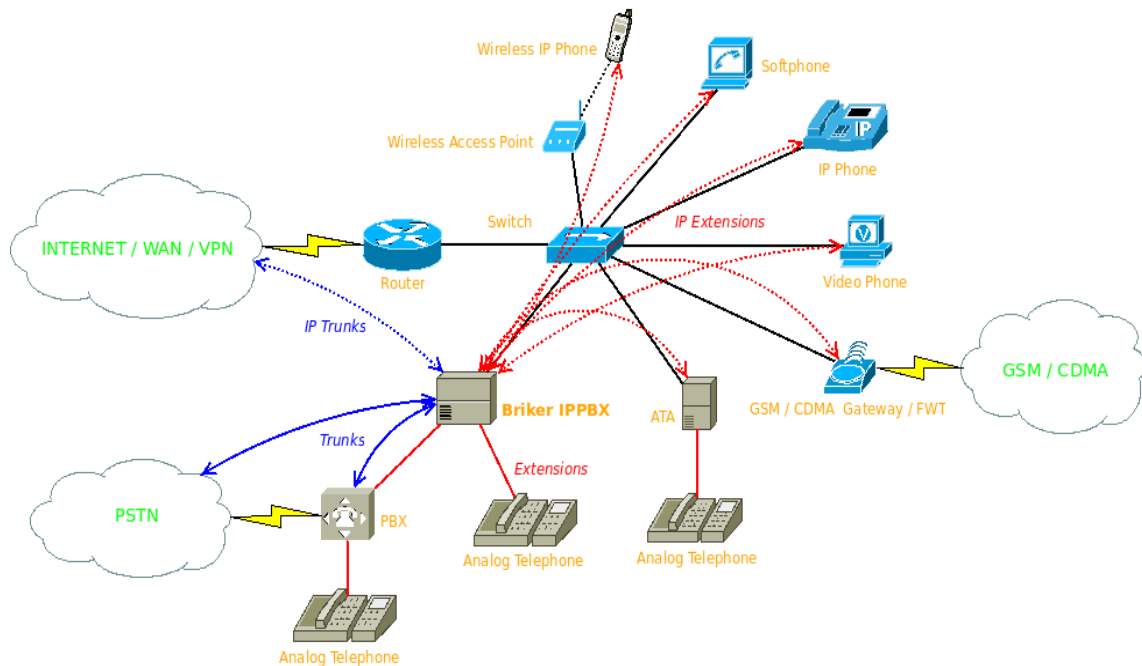 Wireless IP Phone
Softphone
Wireless Access Point
IP
IP Phone
Switch
IP Extensions
INTERNET / WAN / VPN
Router
V
Video Phone
IP Trunks
GSM / CDMA
Briker IPPBX
ATA
GSM / CDMA Gateway / FWT
Trunks
Extensions
PSTN
PBX
Analog Telephone
Analog Telephone
Analog Telephone